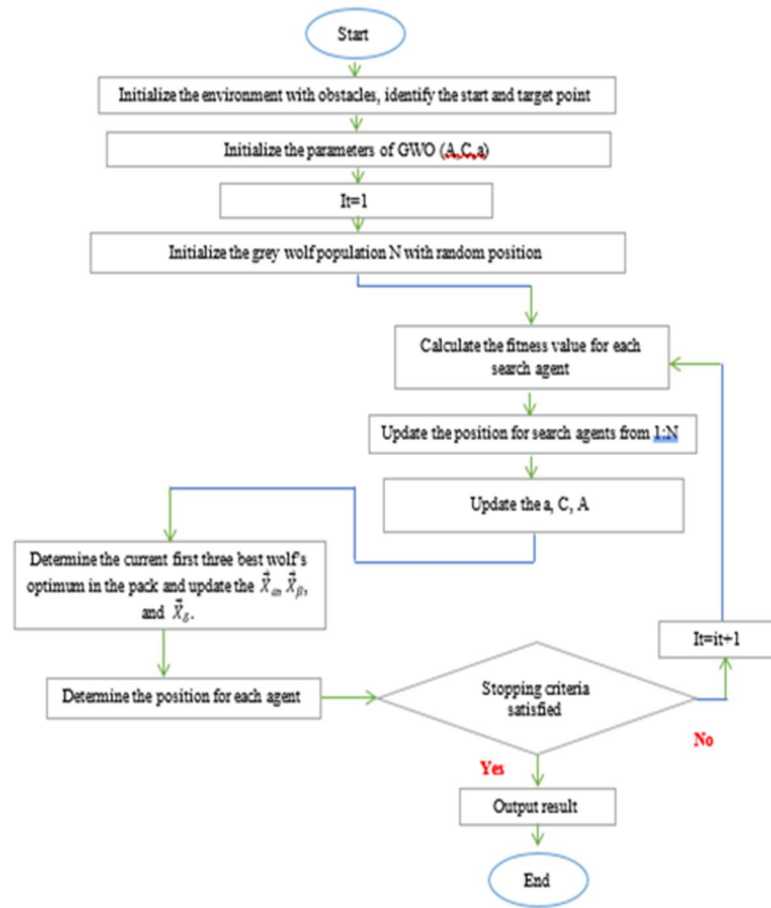 Start
Initialize the environment with obstacles, identify the start and target point
Initialize the parameters of GWO (A,C,a)
It=1
Initialize the grey wolf population N with random position
Calculate the fitness value for each
search agent
Update the position for search agents from 1:N
Update the a, C, A
Determine the current first three best wolf's
optimum in the pack and update the X⃗α, X⃗β,
and X⃗δ.
Determine the position for each agent
Stopping criteria
satisfied
It=it+1
No
Yes
Output result
End